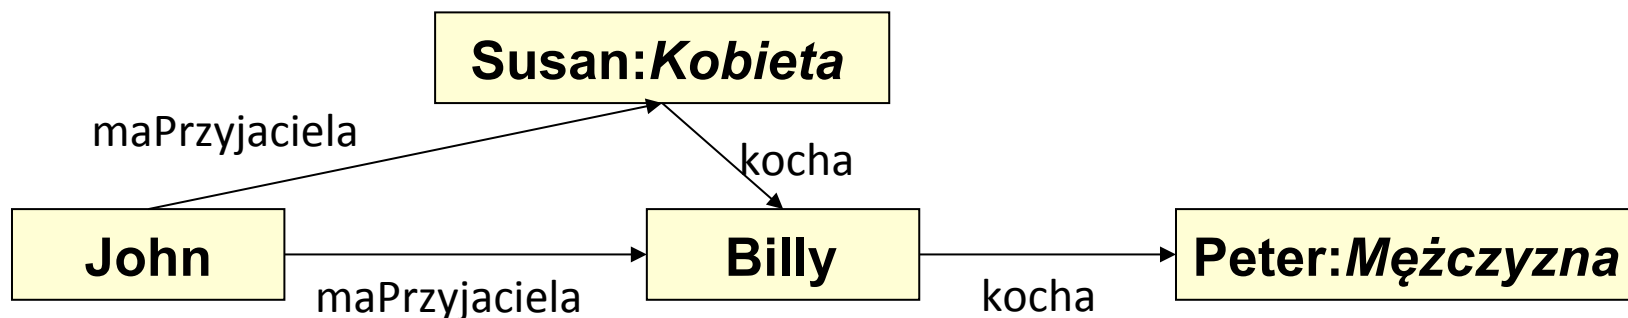 Susan:Kobieta
maPrzyjaciela
kocha
John
Billy
Peter:Mężczyzna
maPrzyjaciela
kocha